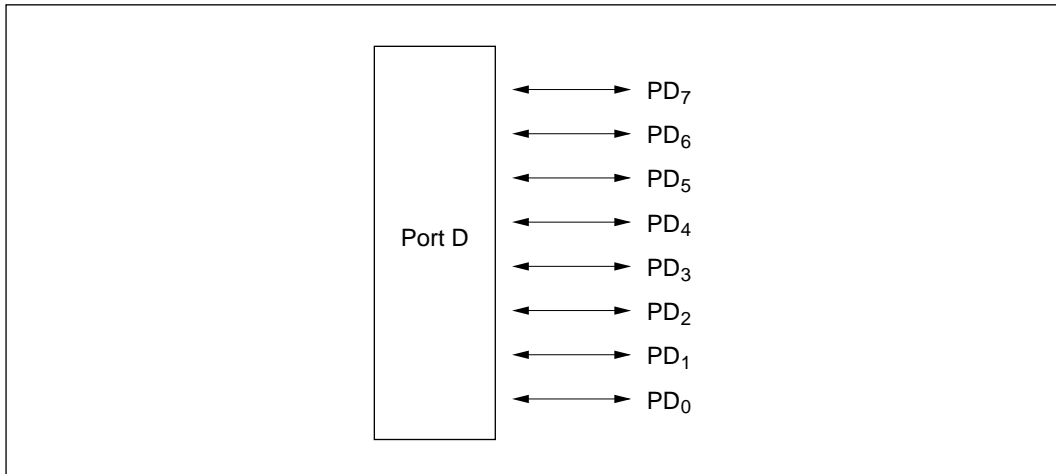 PD₇
PD₆
PD₅
PD₄
Port D
PD₃
PD₂
PD₁
PD₀